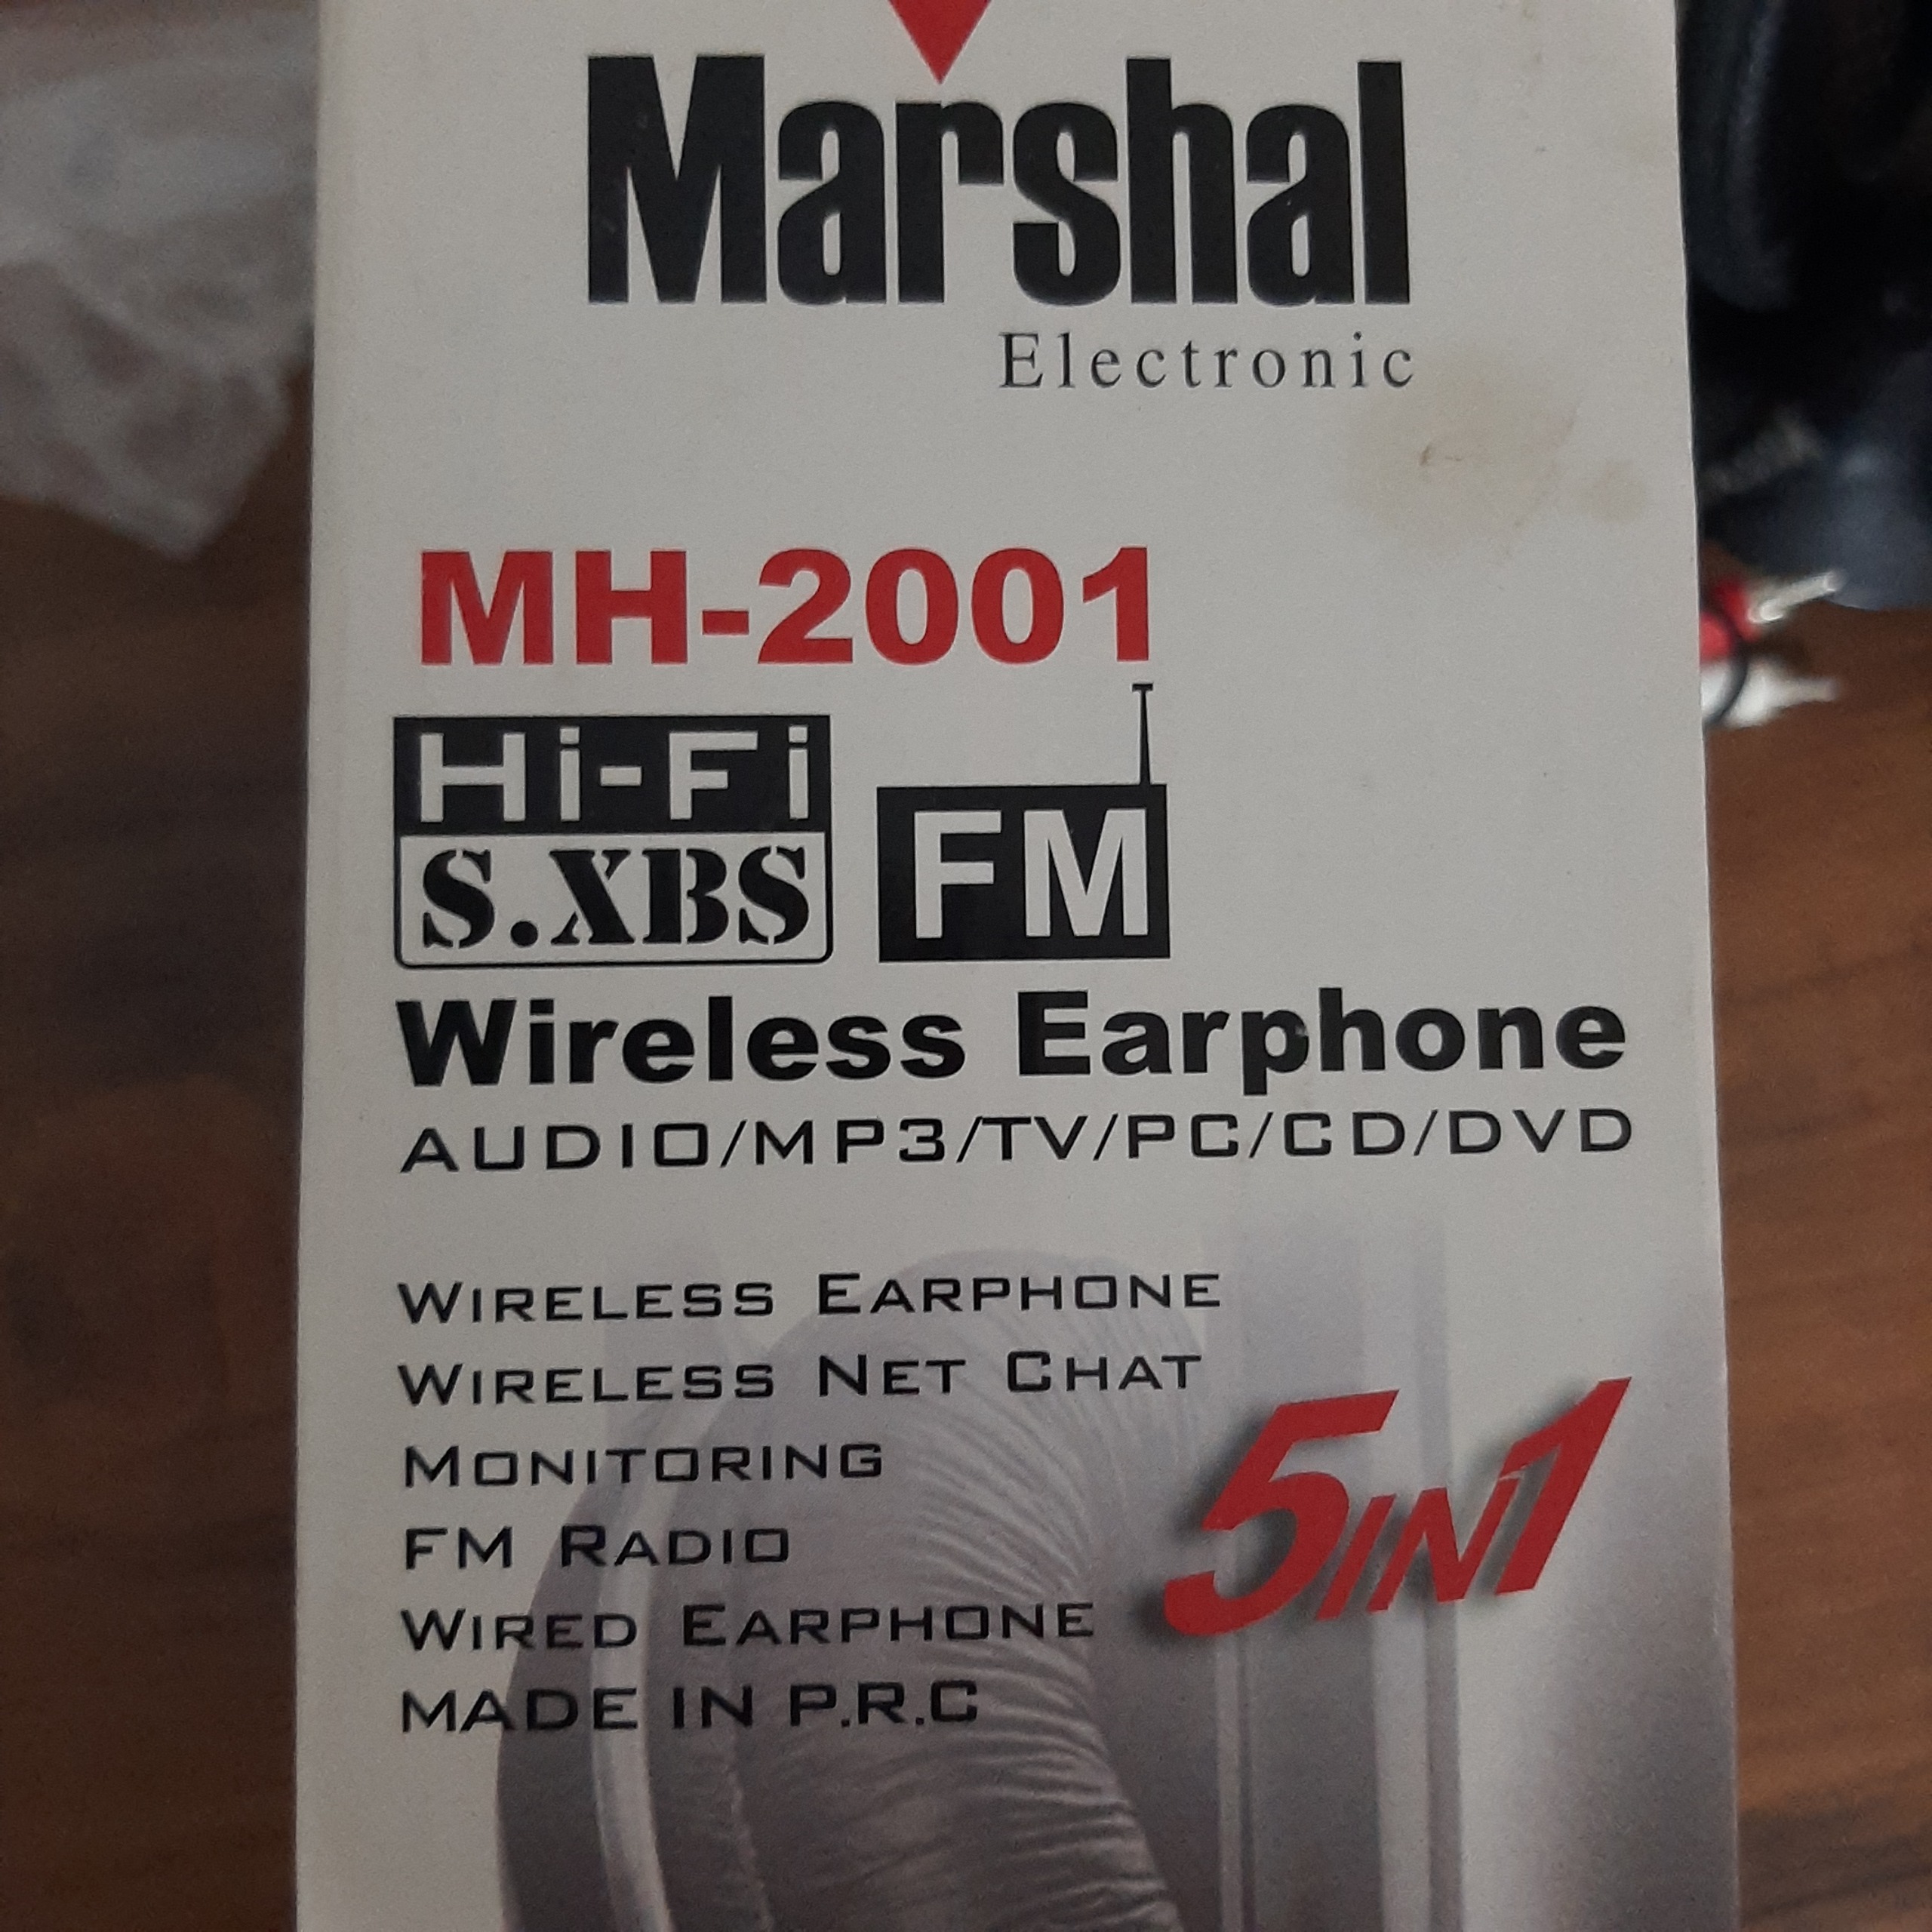 Marshal
Electronic
MH-2001
Hi-Fi
S.XBS
FM
Wireless Earphone
AUDIO/MP3/TV/PC/CD/DVD
WIRELESS EARPHONE
WIRELESS NET CHAT
MONITORING
FM RADIO
WIRED EARPHONE
MADE IN P.R.C
5IN1